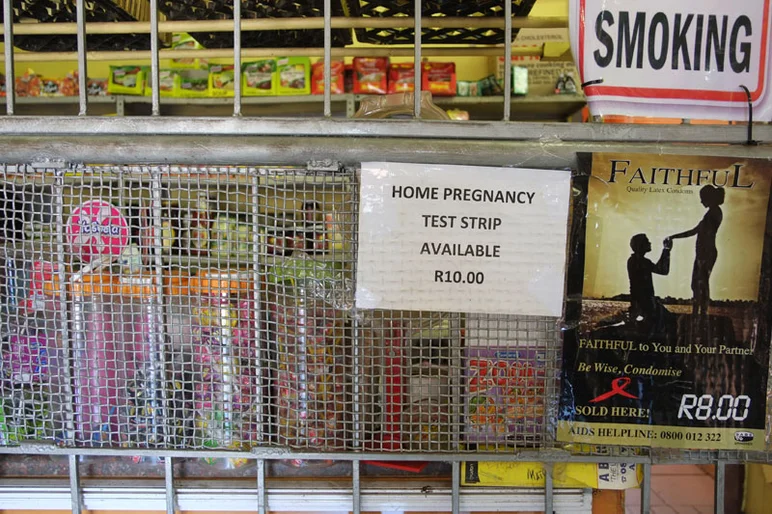 SMOKING
HOME PREGNANCY
TEST STRIP
AVAILABLE
R10.00
FAITHFUL
Quality Latex Condoms
FAITHFUL to You and Your Partner
Be Wise, Condomise
SOLD HERE!
R8.00
AIDS HELPLINE: 0800 012 322